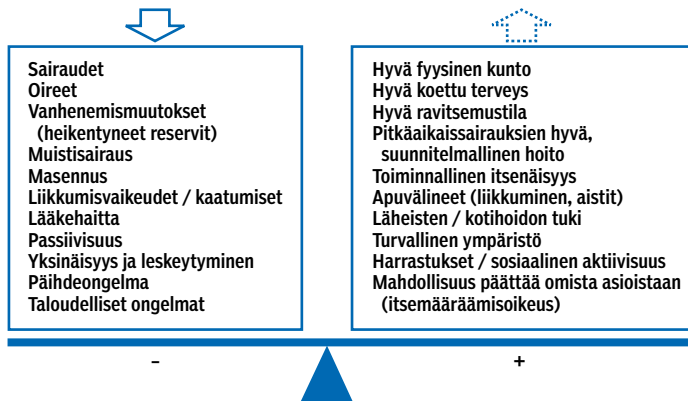 Sairaudet
Oireet
Vanhenemismuutokset
(heikentyneet reservit)
Muistisairaus
Masennus
Liikkumisvaikeudet / kaatumiset
Lääkehaitta
Passiivisuus
Yksinäisyys ja leskeytyminen
Päihdeongelma
Taloudelliset ongelmat
Hyvä fyysinen kunto
Hyvä koettu terveys
Hyvä ravitsemustila
Pitkäaikaissairauksien hyvä,
suunnitelmallinen hoito
Toiminnallinen itsenäisyys
Apuvälineet (liikkuminen, aistit)
Läheisten / kotihoidon tuki
Turvallinen ympäristö
Harrastukset / sosiaalinen aktiivisuus
Mahdollisuus päättää omista asioistaan
(itsemääräämisoikeus)
–
+